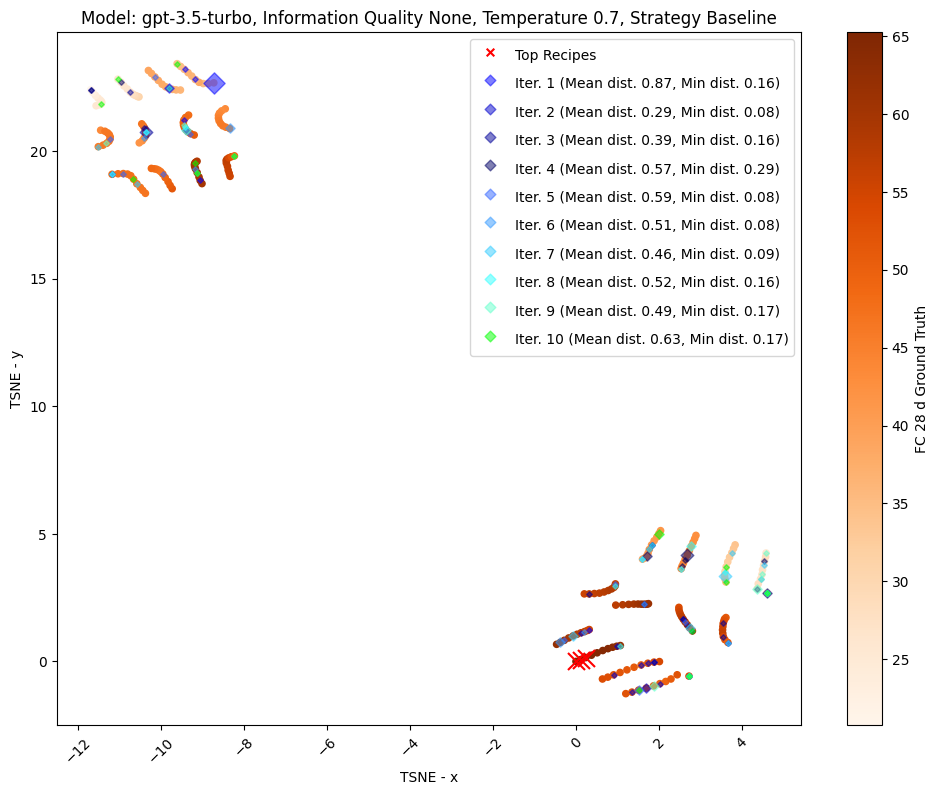 Model: gpt-3.5-turbo, Information Quality None, Temperature 0.7, Strategy Baseline
Top Recipes
Iter. 1 (Mean dist. 0.87, Min dist. 0.16)
Iter. 2 (Mean dist. 0.29, Min dist. 0.08)
Iter. 3 (Mean dist. 0.39, Min dist. 0.16)
Iter. 4 (Mean dist. 0.57, Min dist. 0.29)
Iter. 5 (Mean dist. 0.59, Min dist. 0.08)
Iter. 6 (Mean dist. 0.51, Min dist. 0.08)
Iter. 7 (Mean dist. 0.46, Min dist. 0.09)
Iter. 8 (Mean dist. 0.52, Min dist. 0.16)
Iter. 9 (Mean dist. 0.49, Min dist. 0.17)
Iter. 10 (Mean dist. 0.63, Min dist. 0.17)
TSNE - y
20
15
10
5
0
−12
−10
−8
−6
−4
−2
0
2
4
TSNE - x
65
60
55
50
45
40
35
30
25
FC 28 d Ground Truth